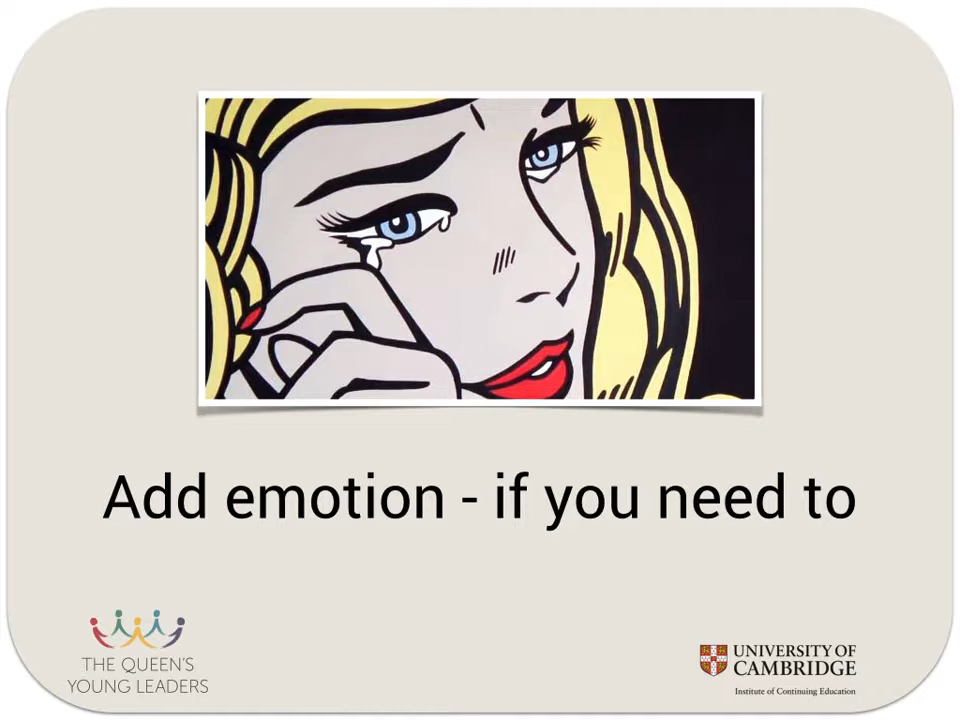 Add emotion - if you need to
THE QUEEN'S
YOUNG LEADERS
UNIVERSITY OF
CAMBRIDGE
Institute of Continuing Education